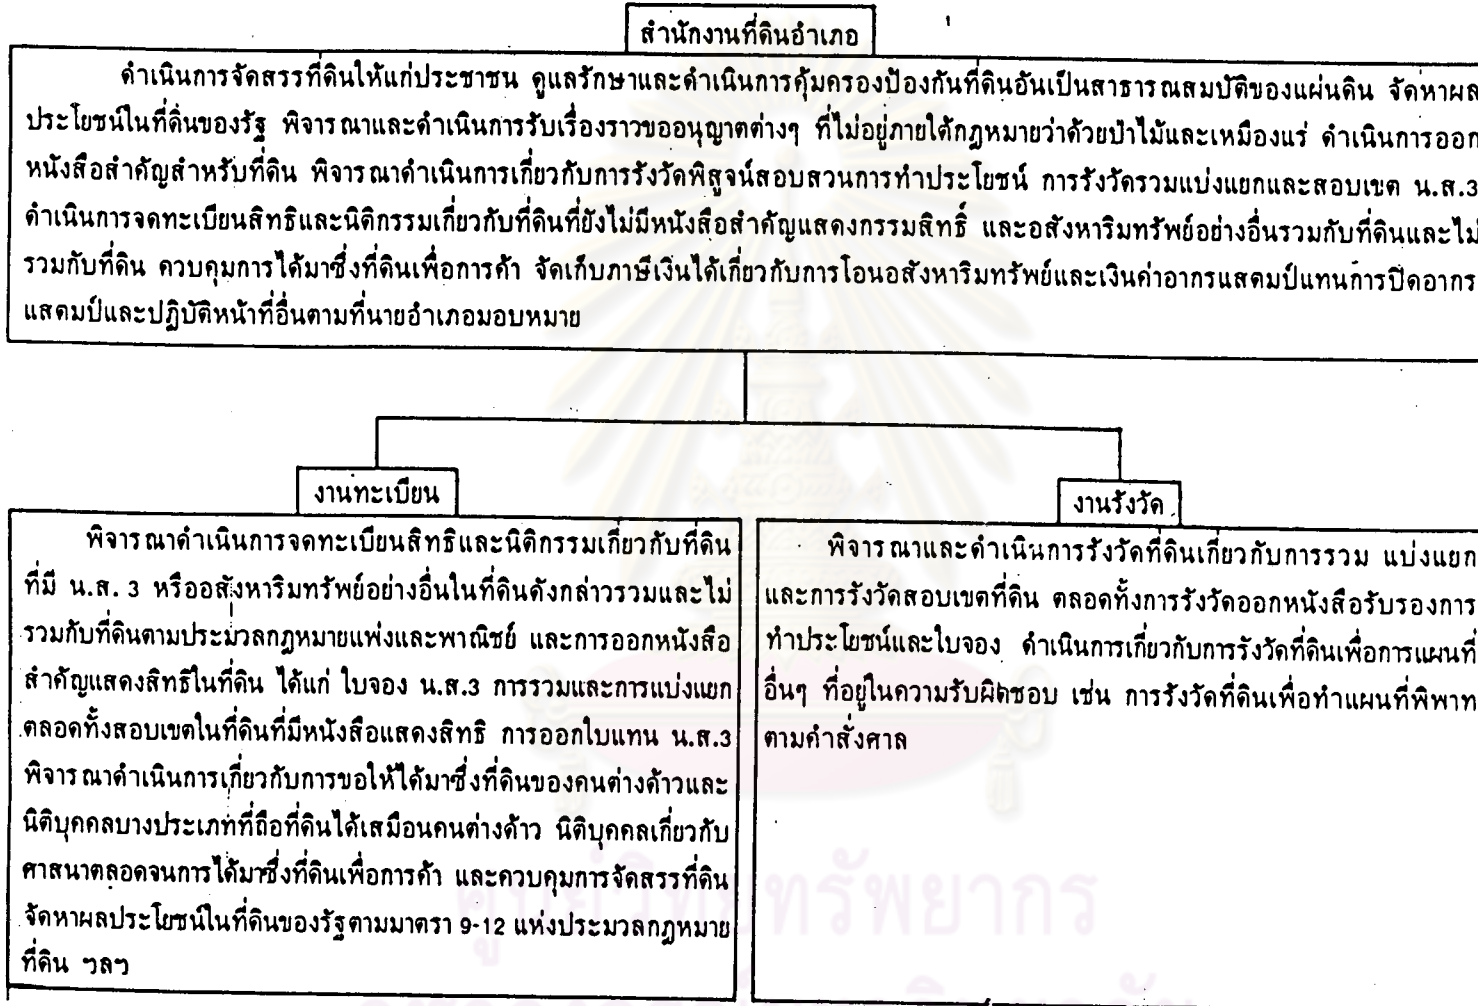 สำนักงานที่ดินอำเภอ
ดำเนินการจัดสรรที่ดินให้แก่ประชาชน ดูแลรักษาและดำเนินการคุ้มครองป้องกันที่ดินอันเป็นสาธารณสมบัติของแผ่นดิน จัดหาผล
ประโยชน์ในที่ดินของรัฐ พิจารณาและดำเนินการรับเรื่องราวขออนุญาตต่างๆ ที่ไม่อยู่ภายใต้กฎหมายว่าด้วยป่าไม้และเหมืองแร่ ดำเนินการออก
หนังสือสำคัญสำหรับที่ดิน พิจารณาดำเนินการเกี่ยวกับการรังวัดพิสูจน์สอบสวนการทำประโยชน์ การรังวัดรวมแบ่งแยกและสอบเขต น.ส.3
ดำเนินการจดทะเบียนสิทธิและนิติกรรมเกี่ยวกับที่ดินที่ยังไม่มีหนังสือสำคัญแสดงกรรมสิทธิ์ และอสังหาริมทรัพย์อย่างอื่นรวมกับที่ดินและไม่
รวมกับที่ดิน ควบคุมการได้มาซึ่งที่ดินเพื่อการค้า จัดเก็บภาษีเงินได้เกี่ยวกับการโอนอสังหาริมทรัพย์และเงินค่าอากรแสตมป์แทนการปิดอากร
แสตมป์และปฏิบัติหน้าที่อื่นตามที่นายอำเภอมอบหมาย
งานทะเบียน
พิจารณาดำเนินการจดทะเบียนสิทธิและนิติกรรมเกี่ยวกับที่ดิน
ที่มี น.ส. 3 หรืออสังหาริมทรัพย์อย่างอื่นในที่ดินดังกล่าวรวมและไม่
รวมกับที่ดินตามประมวลกฎหมายแพ่งและพาณิชย์ และการออกหนังสือ
สำคัญแสดงสิทธิในที่ดิน ได้แก่ ใบจอง น.ส.3 การรวมและการแบ่งแยก
ตลอดทั้งสอบเขตในที่ดินที่มีหนังสือแสดงสิทธิ การออกใบแทน น.ส.3
พิจารณาดำเนินการเกี่ยวกับการขอให้ได้มาซึ่งที่ดินของคนต่างด้าวและ
นิติบุคคลบางประเภทที่ถือที่ดินได้เสมือนคนต่างด้าว นิติบุคคลเกี่ยวกับ
ศาสนาตลอดจนการได้มาซึ่งที่ดินเพื่อการค้า และควบคุมการจัดสรรที่ดิน
จัดหาผลประโยชน์ในที่ดินของรัฐตามมาตรา 9-12 แห่งประมวลกฎหมาย
ที่ดิน ฯลฯ
งานรังวัด
พิจารณาและดำเนินการรังวัดที่ดินเกี่ยวกับการรวม แบ่งแยก
และการรังวัดสอบเขตที่ดิน ตลอดทั้งการรังวัดออกหนังสือรับรองการ
ทำประโยชน์และใบจอง ดำเนินการเกี่ยวกับการรังวัดที่ดินเพื่อการแผนที่
อื่นๆ ที่อยู่ในความรับผิดชอบ เช่น การรังวัดที่ดินเพื่อทำแผนที่พิพาท
ตามคำสั่งศาล
ศูนย์วิทยทรัพยากร